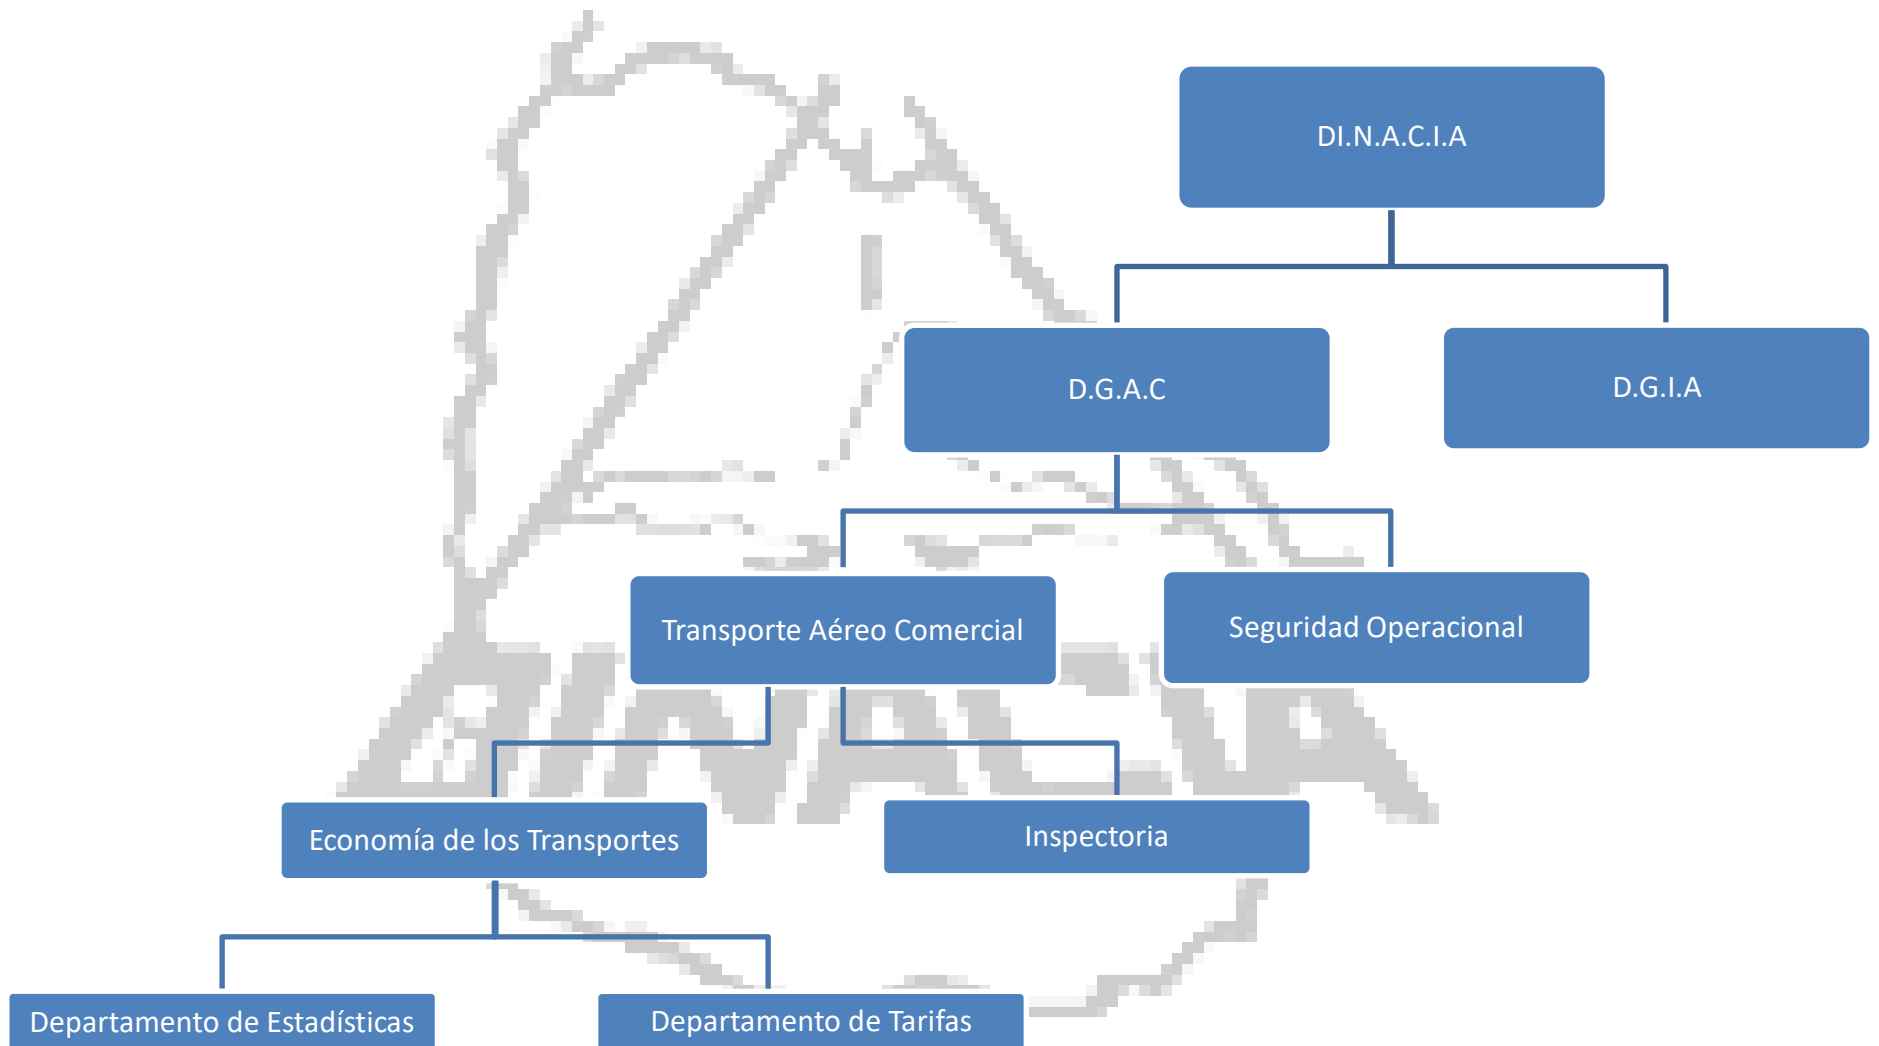 DI.N.A.C.I.A
D.G.A.C
D.G.I.A
Transporte Aéreo Comercial
Seguridad Operacional
Economía de los Transportes
Inspectoria
Departamento de Estadísticas
Departamento de Tarifas